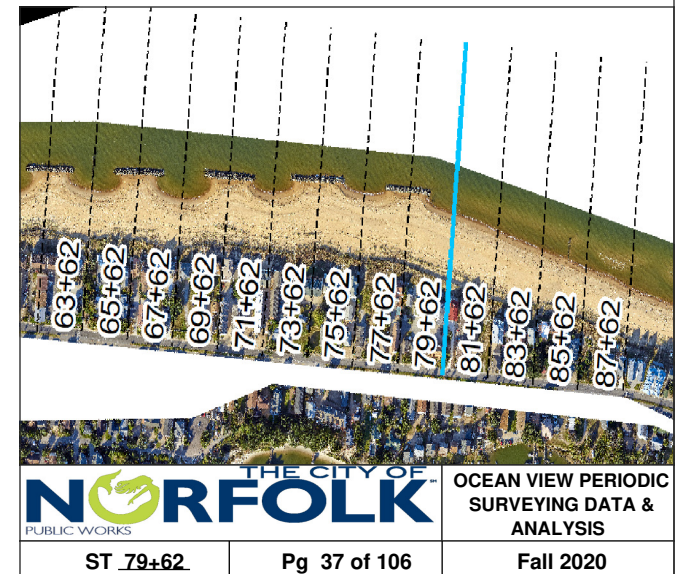 63+62
65+62
67+62
69+62
71+62
73+62
75+62
77+62
79+62
81+62
83+62
85+62
87+62
THE CITY OF
NORFOLK
PUBLIC WORKS
OCEAN VIEW PERIODIC
SURVEYING DATA &
ANALYSIS
ST 79+62
Pg 37 of 106
Fall 2020